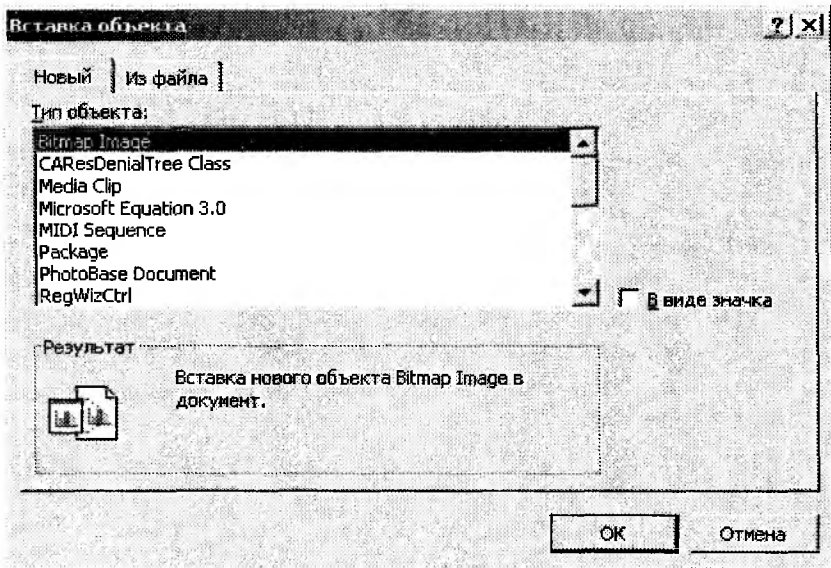 Вставка объекта
Новый Из файла
Тип объекта:
Bitmap Image
CAResDenialTree Class
Media Clip
Microsoft Equation 3.0
MIDI Sequence
Package
PhotoBase Document
RegWizCtrl
В виде значка
Результат
Вставка нового объекта Bitmap Image в
документ.
OK Отмена